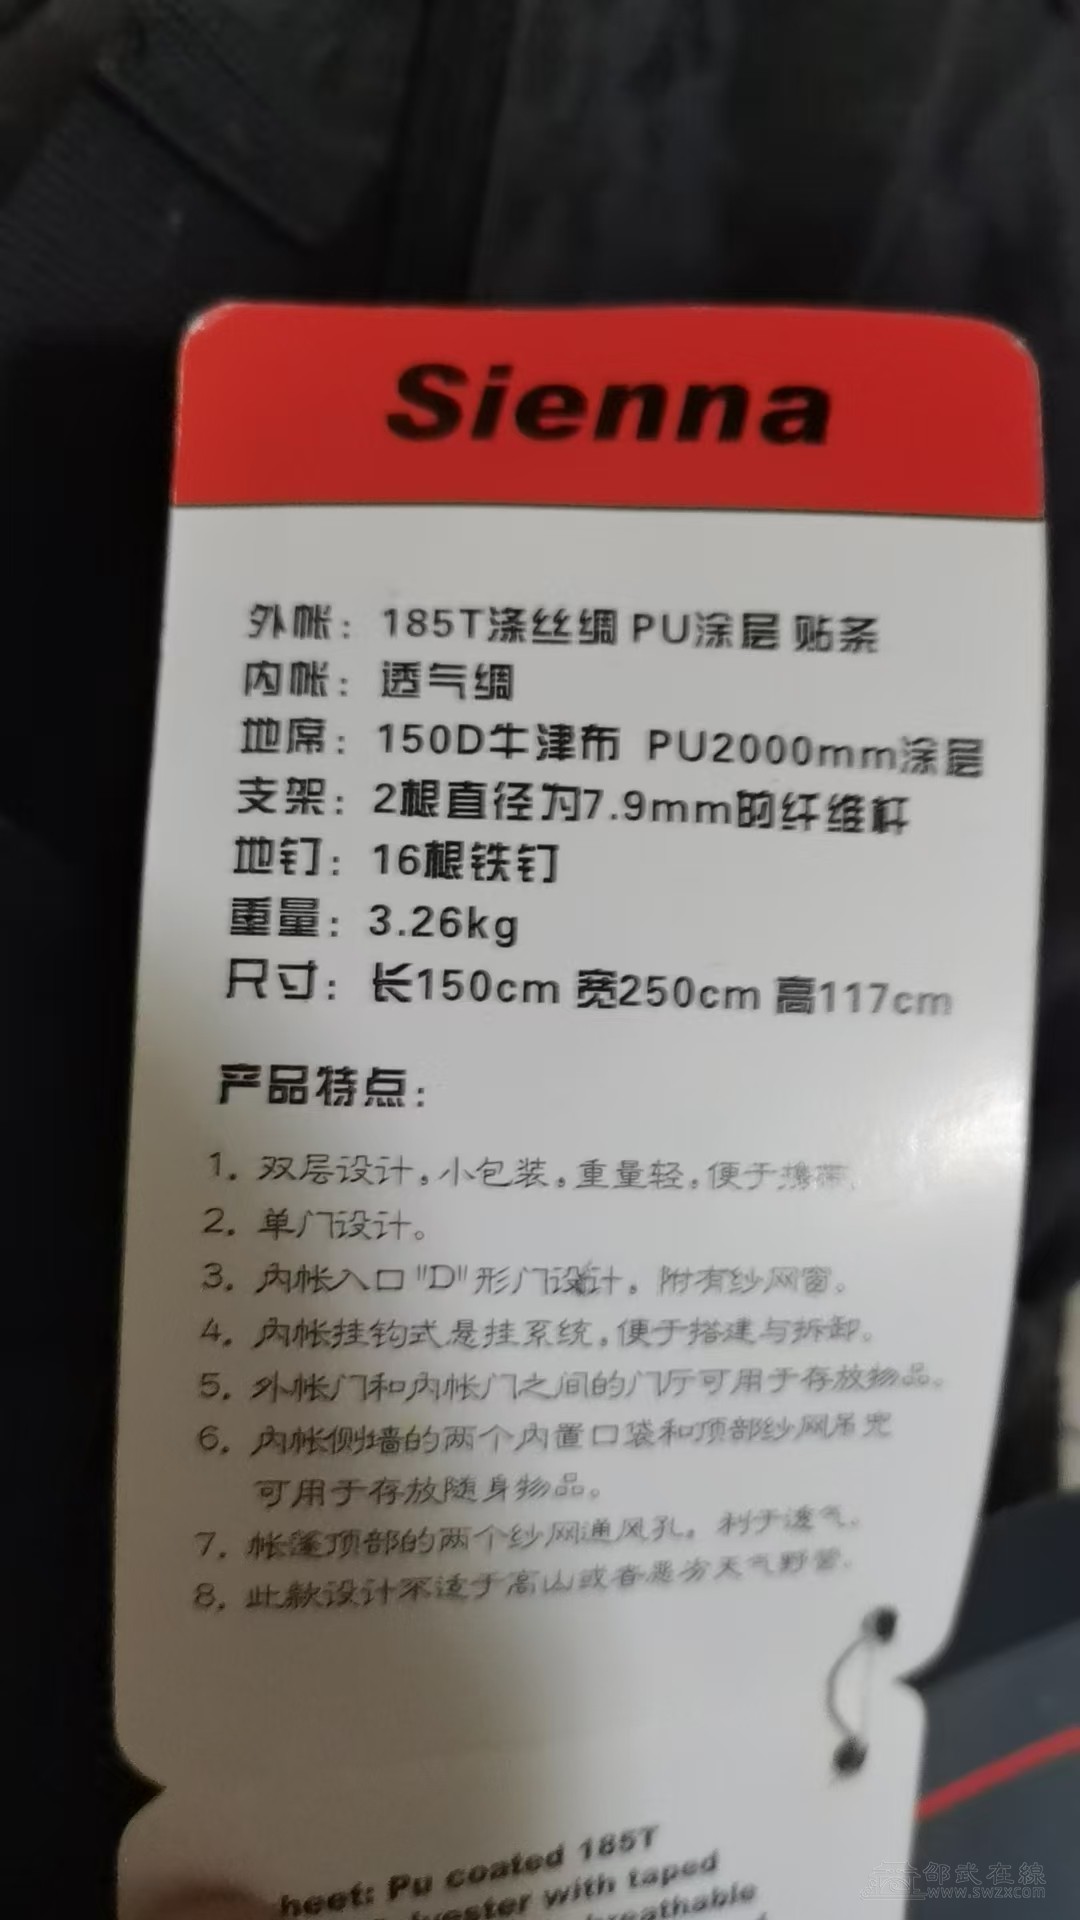 Sienna
外帐：185T涤丝绸 PU涂层 贴条
内帐：透气绸
地席：150D牛津布 PU2000mm涂层
支架：2根直径为7.9mm的纤维杆
地钉：16根铁钉
重量：3.26kg
尺寸：长150cm 宽250cm 高117cm
产品特点：
1. 双层设计。小包装。重量轻。便于携带.
2. 单门设计。
3. 内帐入口"D"形门设计。附有纱网窗。
4. 内帐挂钩式悬挂系统。便于搭建与拆卸。
5. 外帐门和内帐门之间的门厅可用于存放物品。
6. 内帐侧墙的两个内置口袋和顶部纱网吊兜
可用于存放随身物品。
7. 帐篷顶部的两个纱网通风孔。利于透气。
8. 此款设计不适于高山或者恶劣天气野营.
heet: Pu coated 185T
with taped
breathable
邵武在線
www.swzx.com